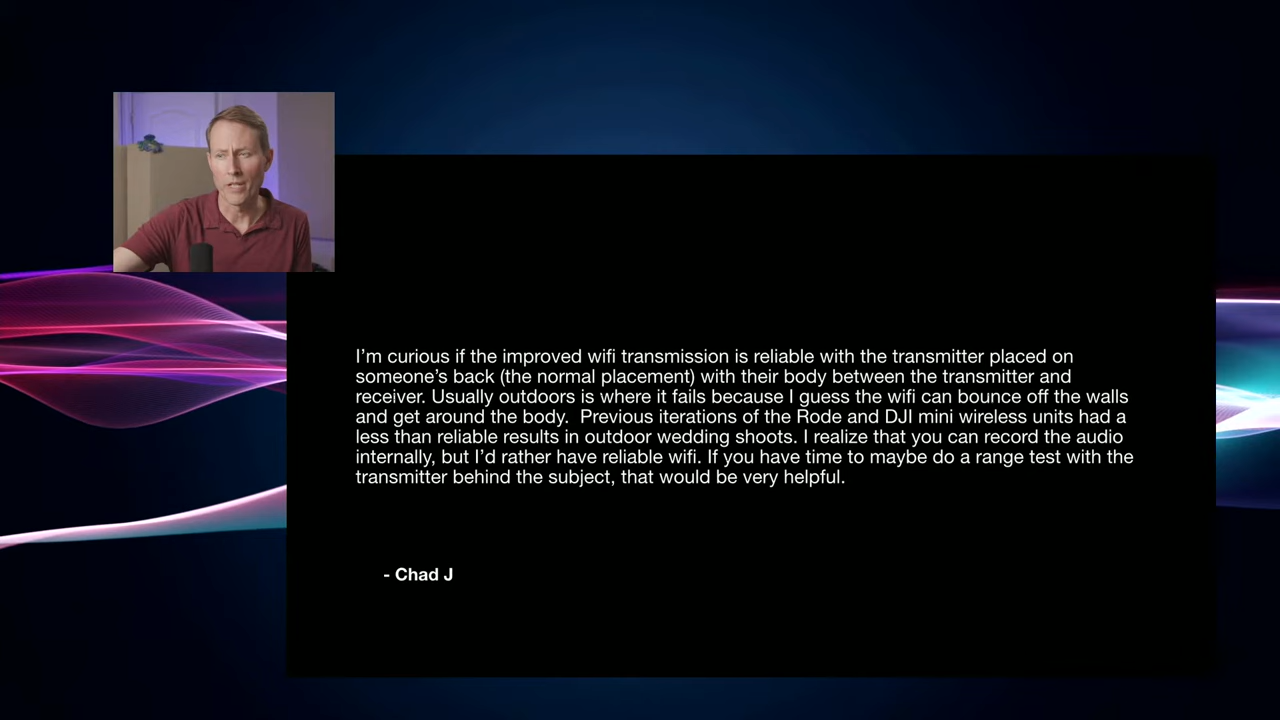 I’m curious if the improved wifi transmission is reliable with the transmitter placed on
someone’s back (the normal placement) with their body between the transmitter and
receiver. Usually outdoors is where it fails because I guess the wifi can bounce off the walls
and get around the body.  Previous iterations of the Rode and DJI mini wireless units had a
less than reliable results in outdoor wedding shoots. I realize that you can record the audio
internally, but I’d rather have reliable wifi. If you have time to maybe do a range test with the
transmitter behind the subject, that would be very helpful.
- Chad J